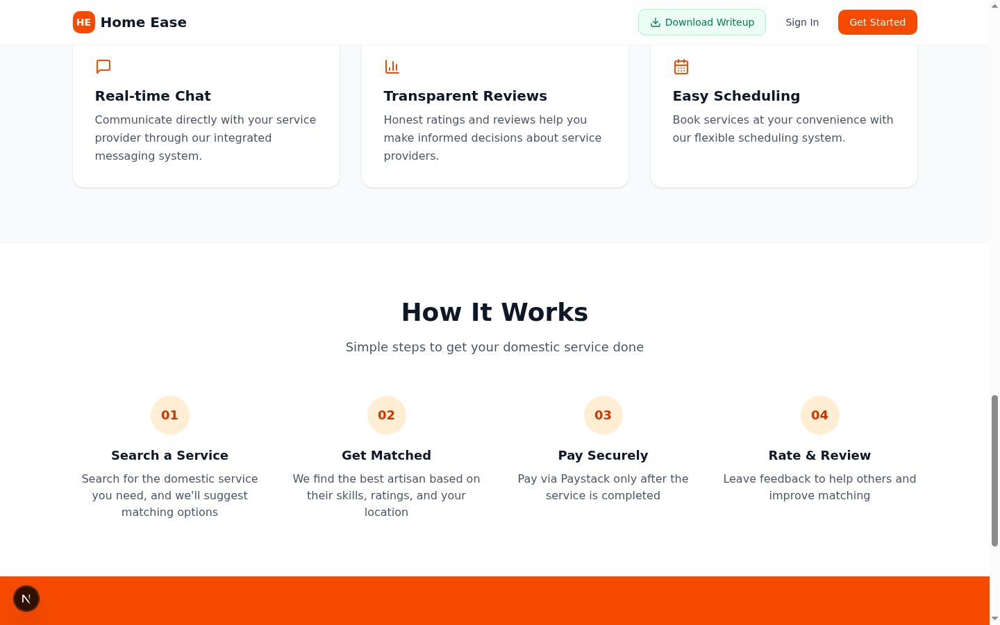 HE Home Ease
Download Writeup
Sign In
Get Started
Real-time Chat
Communicate directly with your service
provider through our integrated
messaging system.
Transparent Reviews
Honest ratings and reviews help you
make informed decisions about service
providers.
Easy Scheduling
Book services at your convenience with
our flexible scheduling system.
How It Works
Simple steps to get your domestic service done
01
Search a Service
Search for the domestic service
you need, and we'll suggest
matching options
02
Get Matched
We find the best artisan based on
their skills, ratings, and your
location
03
Pay Securely
Pay via Paystack only after the
service is completed
04
Rate & Review
Leave feedback to help others and
improve matching
N